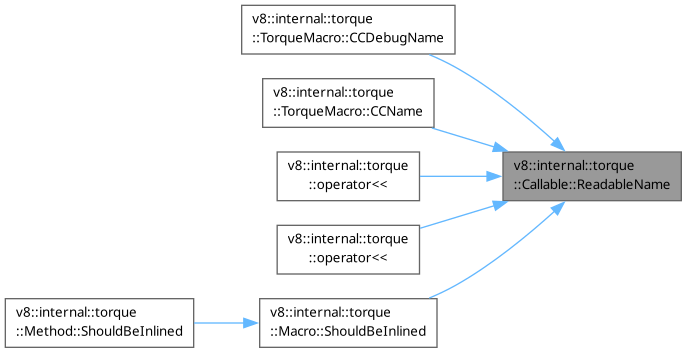 v8::internal::torque
::TorqueMacro::CCDebugName
v8::internal::torque
::TorqueMacro::CCName
v8::internal::torque
::operator<<
v8::internal::torque
::Callable::ReadableName
v8::internal::torque
::operator<<
v8::internal::torque
::Method::ShouldBeInlined
v8::internal::torque
::Macro::ShouldBeInlined